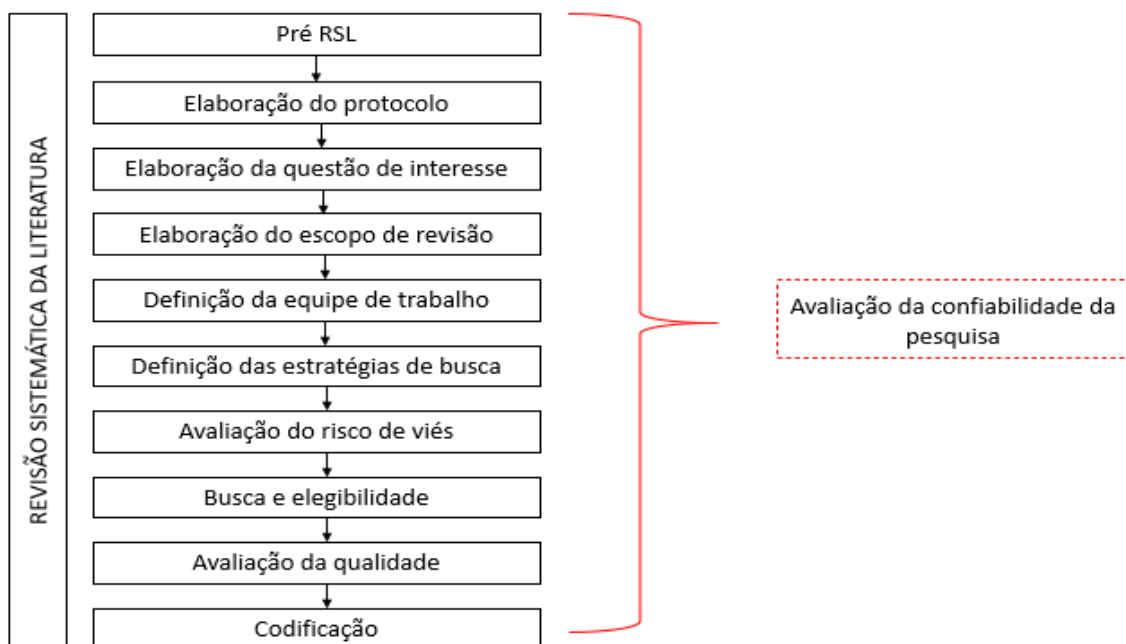 REVISÃO SISTEMÁTICA DA LITERATURA
Pré RSL
Elaboração do protocolo
Elaboração da questão de interesse
Elaboração do escopo de revisão
Definição da equipe de trabalho
Definição das estratégias de busca
Avaliação do risco de viés
Busca e elegibilidade
Avaliação da qualidade
Codificação
Avaliação da confiabilidade da
pesquisa